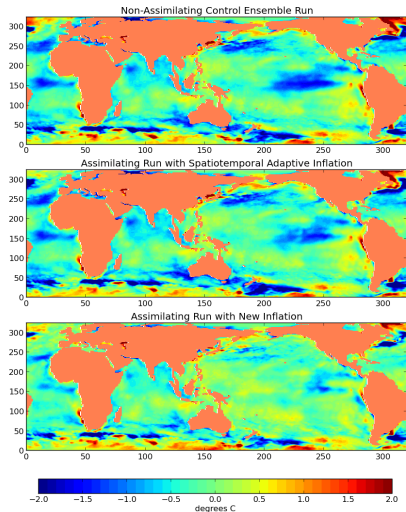 Non-Assimilating Control Ensemble Run
300
250
200
150
100
50
0
0 50 100 150 200 250 300
Assimilating Run with Spatiotemporal Adaptive Inflation
300
250
200
150
100
50
0
0 50 100 150 200 250 300
Assimilating Run with New Inflation
300
250
200
150
100
50
0
0 50 100 150 200 250 300
−2.0 −1.5 −1.0 −0.5 0.0 0.5 1.0 1.5 2.0
degrees C